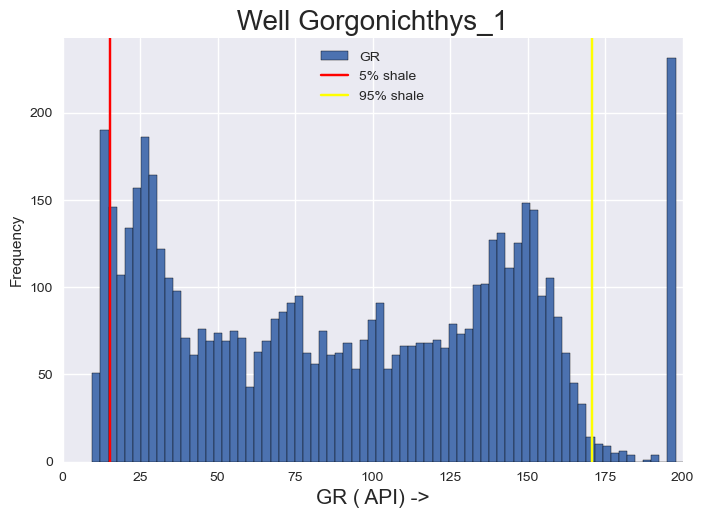 Well Gorgonichthys_1
GR
5% shale
95% shale
Frequency
200
150
100
50
0
0 25 50 75 100 125 150 175 200
GR ( API) ->